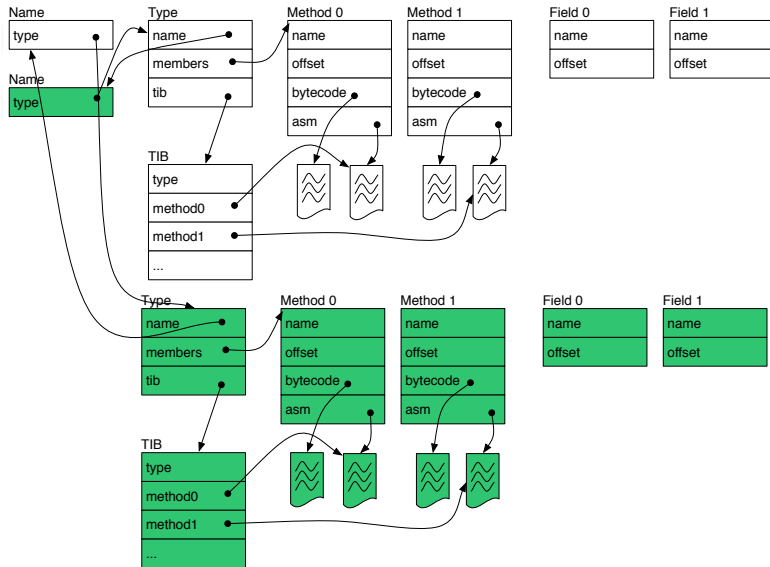 Name
type
Name
type
Type
name
members
tib
Method 0
name
offset
bytecode
asm
Method 1
name
offset
bytecode
asm
Field 0
name
offset
Field 1
name
offset
TIB
type
method0
method1
...
Type
name
members
tib
Method 0
name
offset
bytecode
asm
Method 1
name
offset
bytecode
asm
Field 0
name
offset
Field 1
name
offset
TIB
type
method0
method1
...